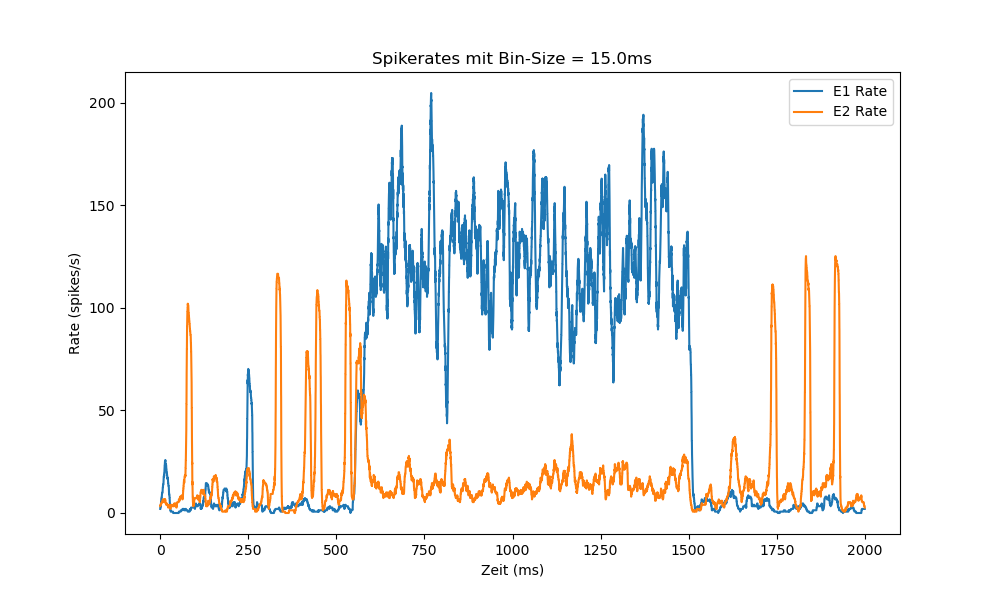 Spikerates mit Bin-Size = 15.0ms
E1 Rate
E2 Rate
200
150
100
50
0
Rate (spikes/s)
0 250 500 750 1000 1250 1500 1750 2000
Zeit (ms)